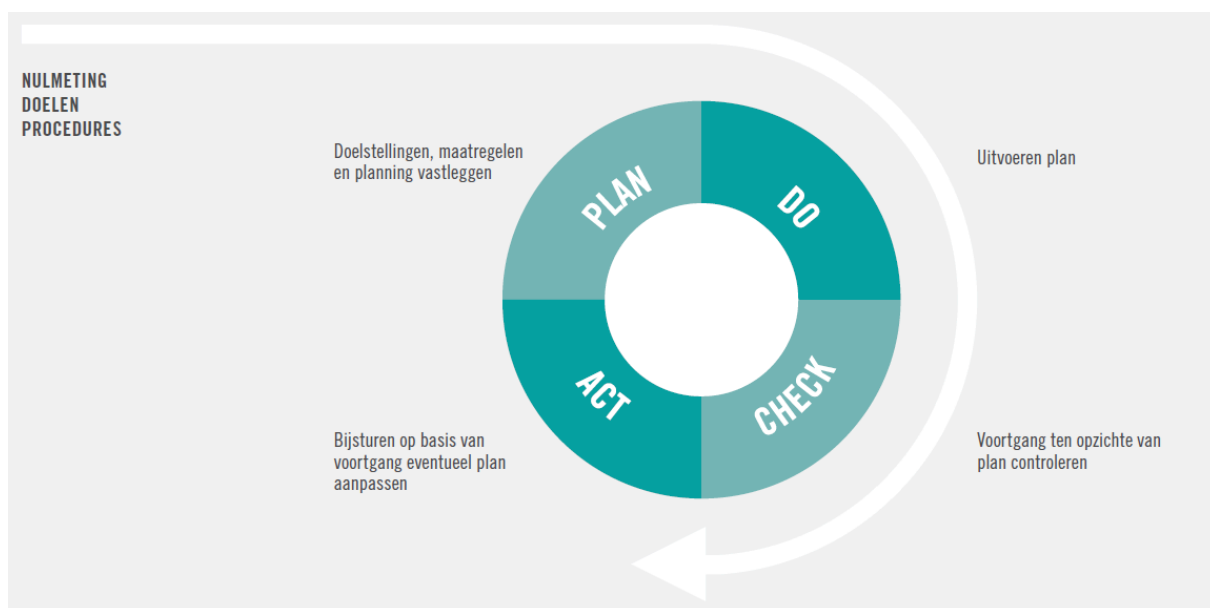 NULMETING
DOELEN
PROCEDURES
Doelstellingen, maatregelen
en planning vastleggen
PLAN
DO
Uitvoeren plan
Bijsturen op basis van
voortgang eventueel plan
aanpassen
ACT
CHECK
Voortgang ten opzichte van
plan controleren